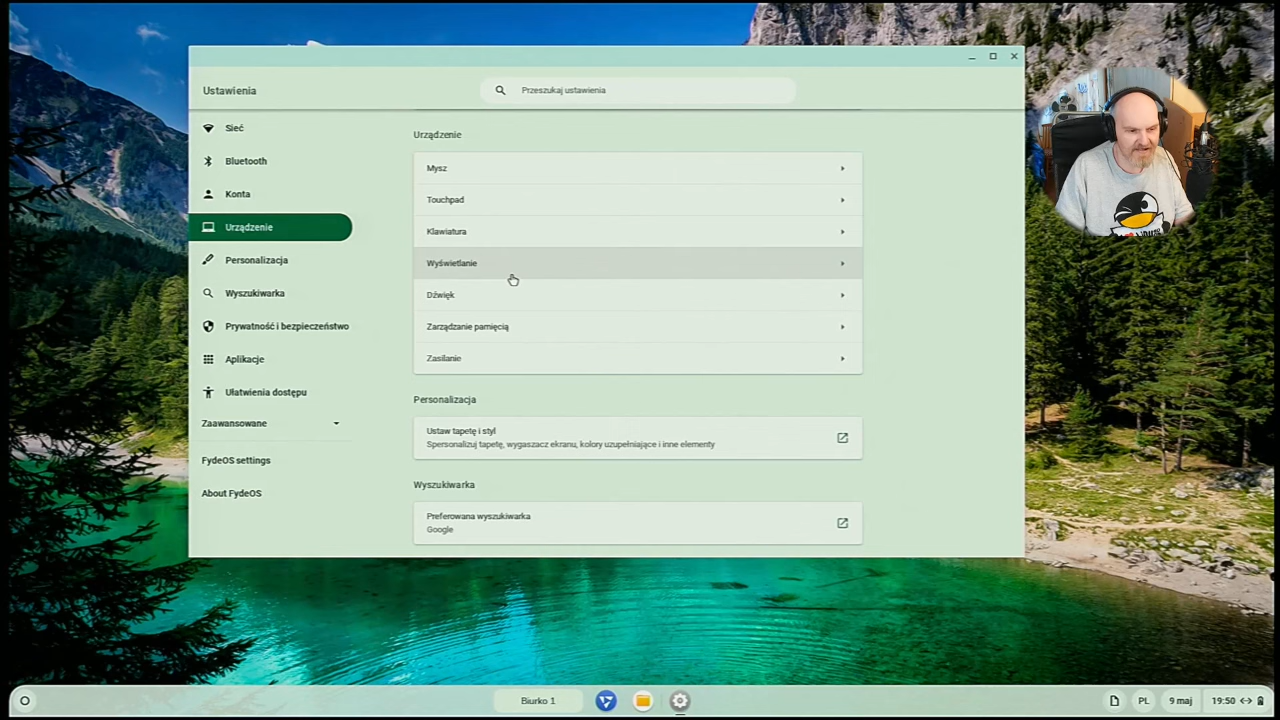 Ustawienia
Przeszukaj ustawienia
Sieć
Bluetooth
Konta
Urządzenie
Personalizacja
Wyszukiwarka
Prywatność i bezpieczeństwo
Aplikacje
Ułatwienia dostępu
Zaawansowane
FydeOS settings
About FydeOS
Urządzenie
Mysz
Touchpad
Klawiatura
Wyświetlanie
Dźwięk
Zarządzanie pamięcią
Zasilanie
Personalizacja
Ustaw tapetę i styl
Spersonalizuj tapetę, wygaszacz ekranu, kolory uzupełniające i inne elementy
Wyszukiwarka
Preferowana wyszukiwarka
Google
Biurko 1
PL
9 maj
19:50